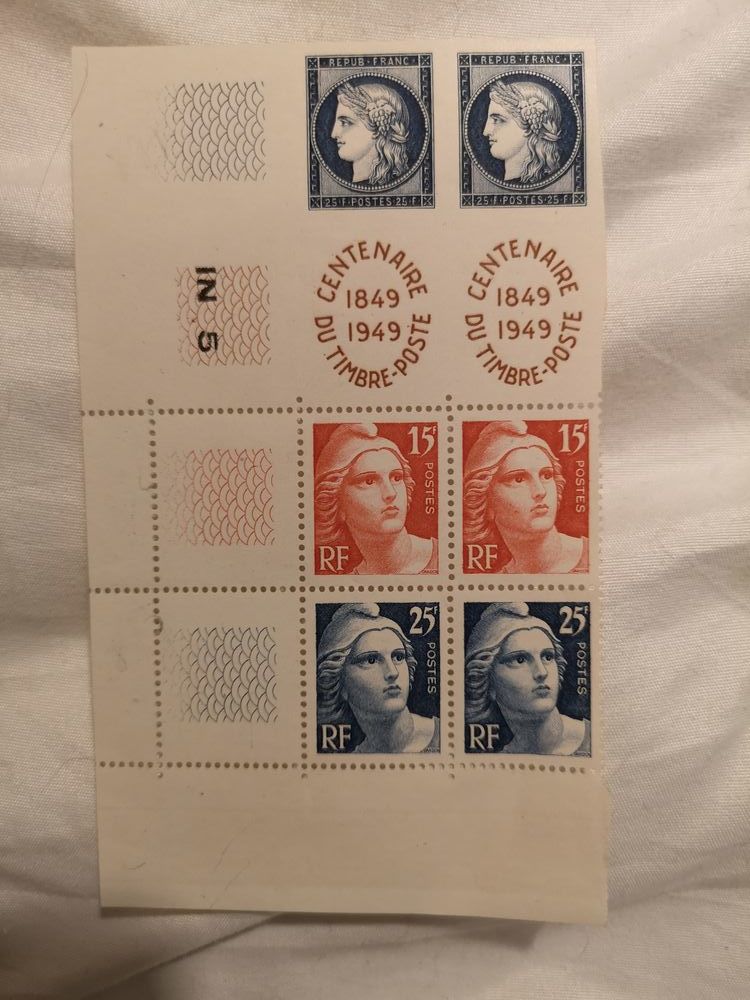 REPUB·FRANC·
25·F·POSTES·25·F·
REPUB·FRANC·
25·F·POSTES·25·F·
IN 5
CENTENAIRE
1849
1949
DU TIMBRE-POSTE
CENTENAIRE
1849
1949
DU TIMBRE-POSTE
15F
POSTES
RF
15F
POSTES
RF
25F
POSTES
RF
25F
POSTES
RF